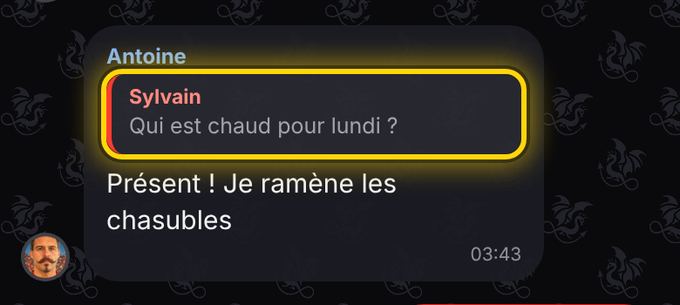 Antoine
Sylvain
Qui est chaud pour lundi ?
Présent ! Je ramène les
chasubles
03:43